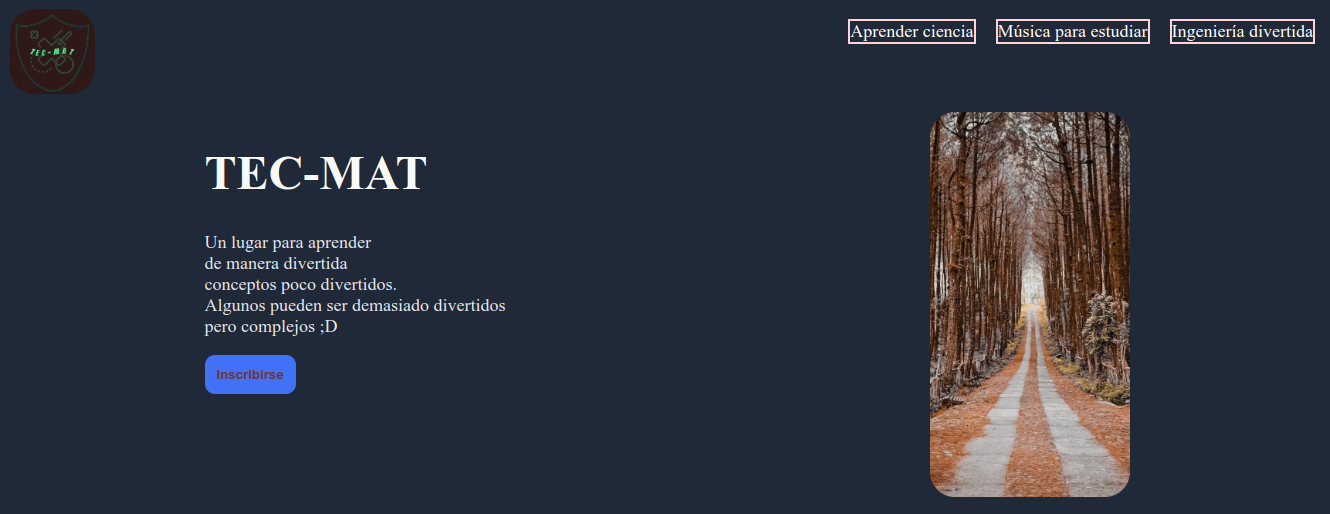 TEC-MAT
Aprender ciencia
Música para estudiar
Ingeniería divertida
TEC-MAT
Un lugar para aprender
de manera divertida
conceptos poco divertidos.
Algunos pueden ser demasiado divertidos
pero complejos ;D
Inscribirse